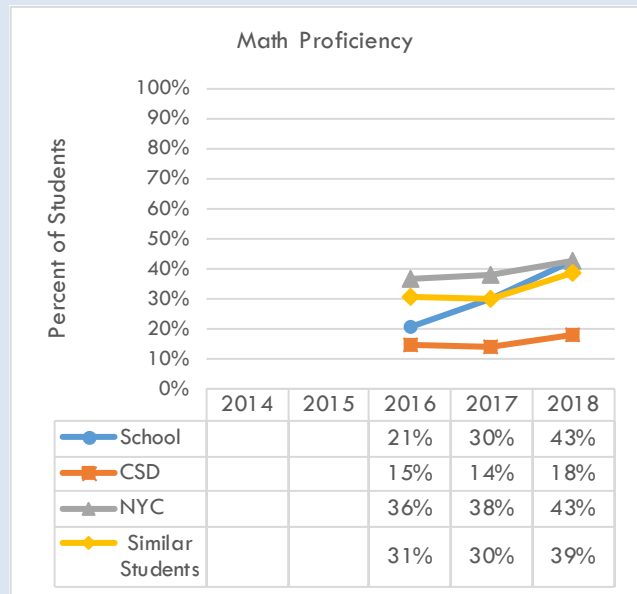 Math Proficiency
Percent of Students
100%
90%
80%
70%
60%
50%
40%
30%
20%
10%
0%
2014 2015 2016 2017 2018
School 21% 30% 43%
CSD 15% 14% 18%
NYC 36% 38% 43%
Similar
Students 31% 30% 39%